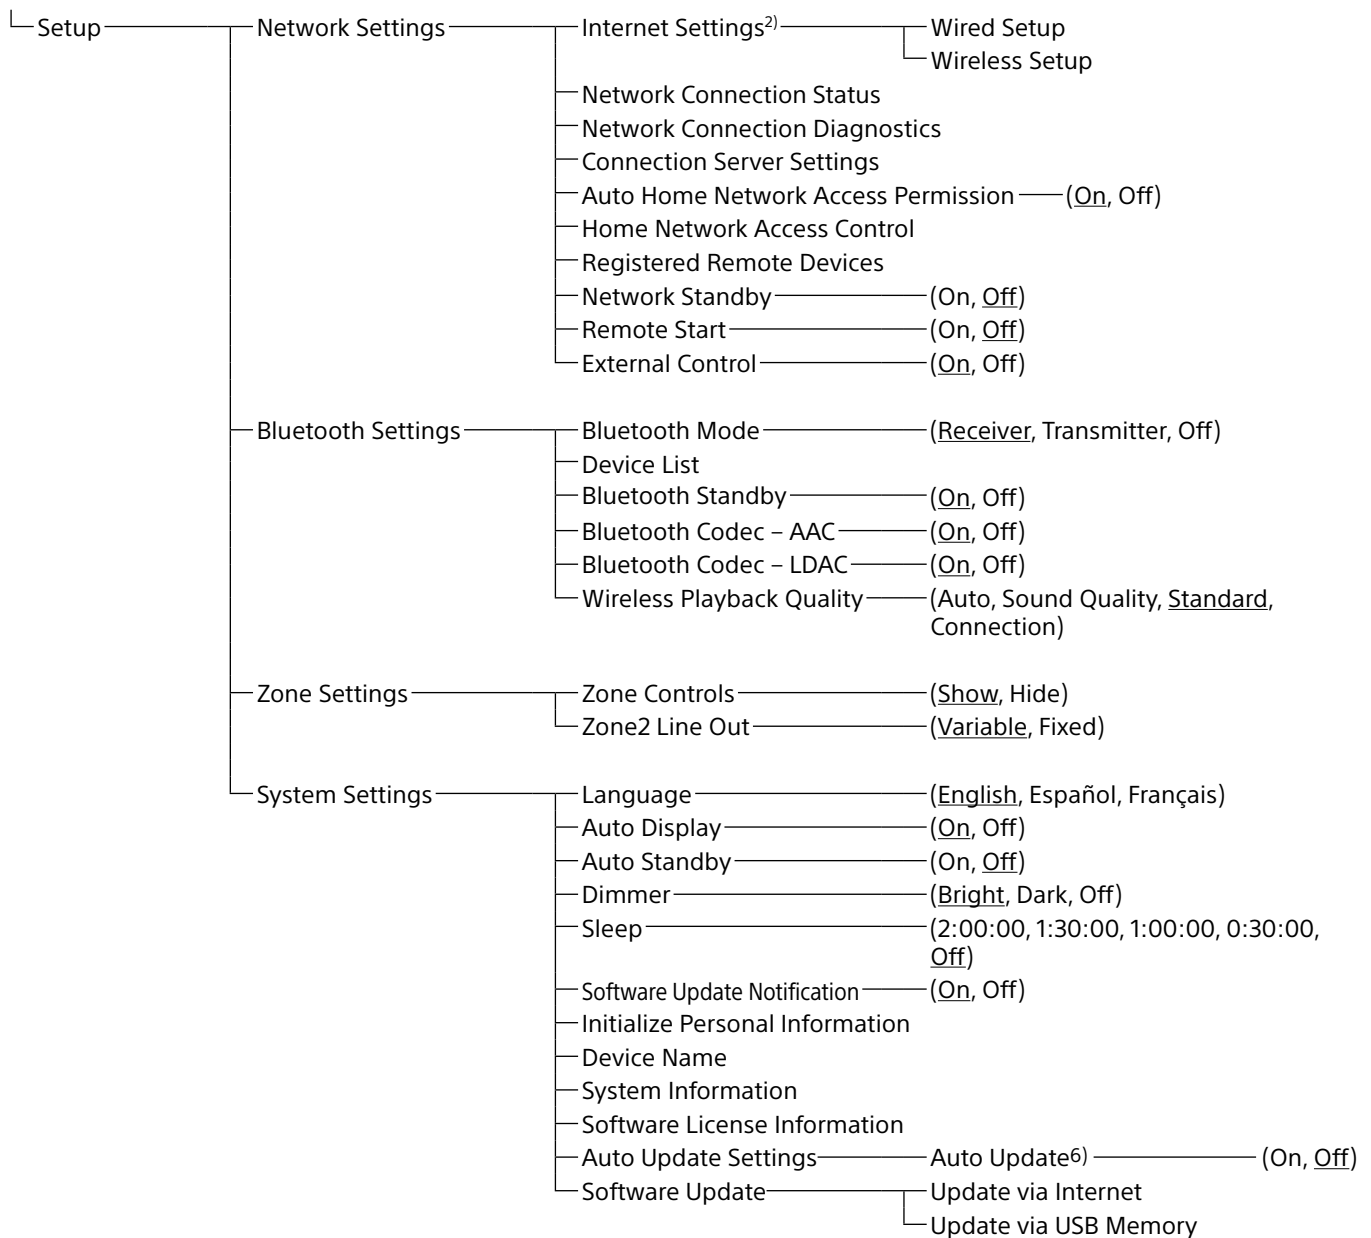 Setup Network Settings Internet Settings2) Wired Setup
Wireless Setup
Network Connection Status
Network Connection Diagnostics
Connection Server Settings
Auto Home Network Access Permission (On, Off)
Home Network Access Control
Registered Remote Devices
Network Standby (On, Off)
Remote Start (On, Off)
External Control (On, Off)
Bluetooth Settings Bluetooth Mode (Receiver, Transmitter, Off)
Device List
Bluetooth Standby (On, Off)
Bluetooth Codec – AAC (On, Off)
Bluetooth Codec – LDAC (On, Off)
Wireless Playback Quality (Auto, Sound Quality, Standard,
Connection)
Zone Settings Zone Controls (Show, Hide)
Zone2 Line Out (Variable, Fixed)
System Settings Language (English, Español, Français)
Auto Display (On, Off)
Auto Standby (On, Off)
Dimmer (Bright, Dark, Off)
Sleep (2:00:00, 1:30:00, 1:00:00, 0:30:00,
Off)
Software Update Notification (On, Off)
Initialize Personal Information
Device Name
System Information
Software License Information
Auto Update Settings Auto Update6) (On, Off)
Software Update Update via Internet
Update via USB Memory